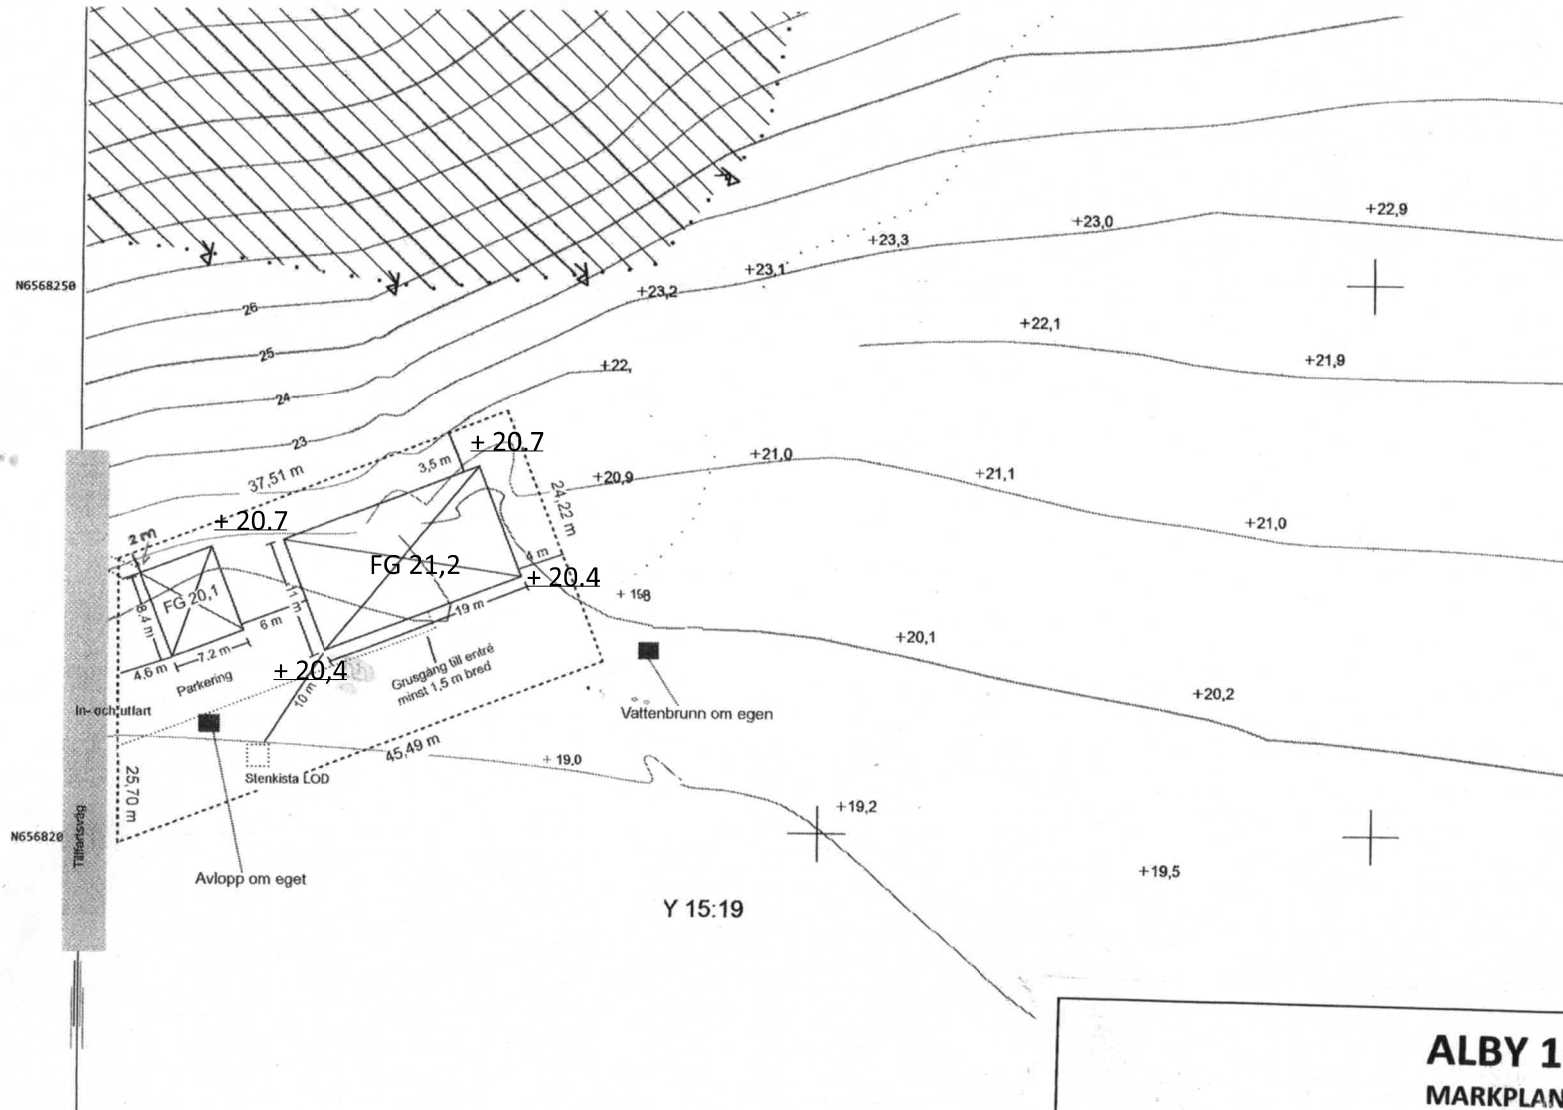 +22,9
+23,0
+23,3
+23,1
N6568250
+23,2
26
+22,1
25
+21,9
+22,
24
23
+ 20.7
+21,0
3,5 m
37,51 m
+20,9
+21,1
24,22 m
+ 20.7
+21,0
2 m
4 m
FG 21,2
+ 20.4
FG 20,1
11 m
19 m
8,4 m
6 m
+20,1
7,2 m
4,6 m
+ 20,4
Grusgång till entré
minst 1,5 m bred
Parkering
10 m
+20,2
In- och utfart
Vattenbrunn om egen
45,49 m
+ 19,0
Stenkista LOD
25,70 m
+19,2
N656820
Tillfartsväg
+19,5
Avlopp om eget
Y 15:19
ALBY 1
MARKPLAN